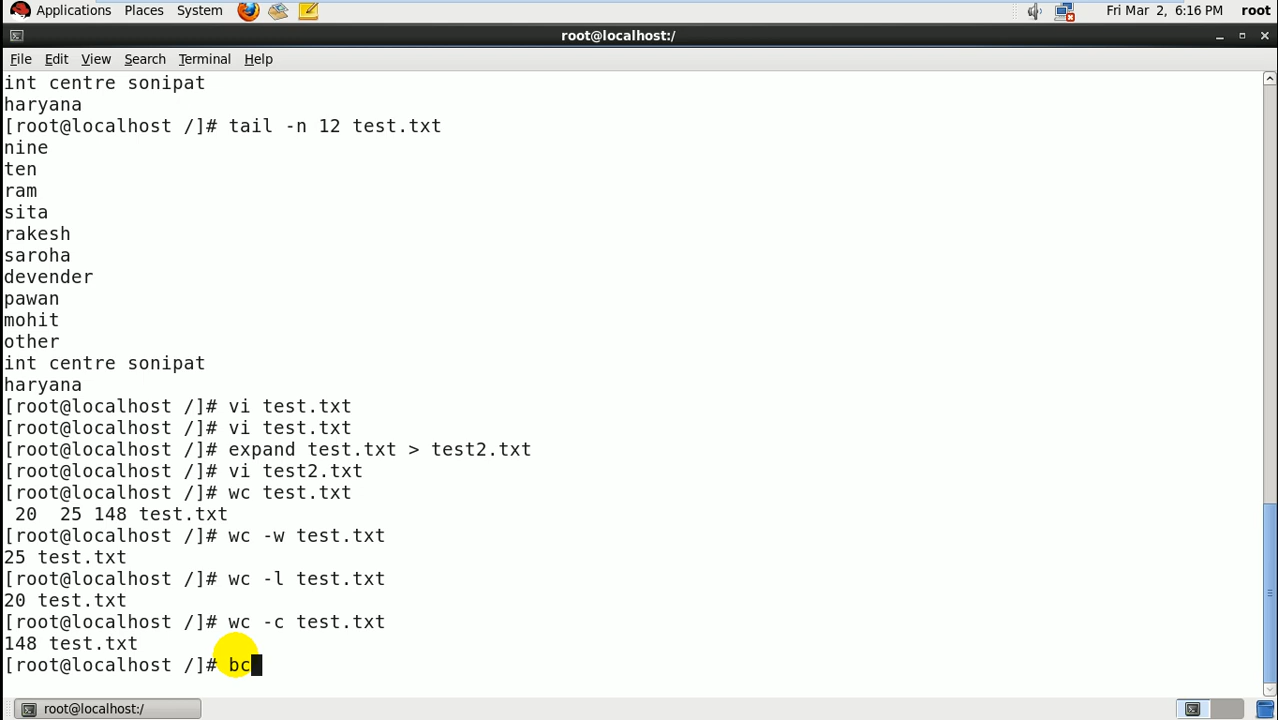 Applications Places System Fri Mar 2, 6:16 PM root
root@localhost:/
File Edit View Search Terminal Help
int centre sonipat
haryana
[root@localhost /]# tail -n 12 test.txt
nine
ten
ram
sita
rakesh
saroha
devender
pawan
mohit
other
int centre sonipat
haryana
[root@localhost /]# vi test.txt
[root@localhost /]# vi test.txt
[root@localhost /]# expand test.txt > test2.txt
[root@localhost /]# vi test2.txt
[root@localhost /]# wc test.txt
 20  25 148 test.txt
[root@localhost /]# wc -w test.txt
25 test.txt
[root@localhost /]# wc -l test.txt
20 test.txt
[root@localhost /]# wc -c test.txt
148 test.txt
[root@localhost /]# bc
root@localhost:/